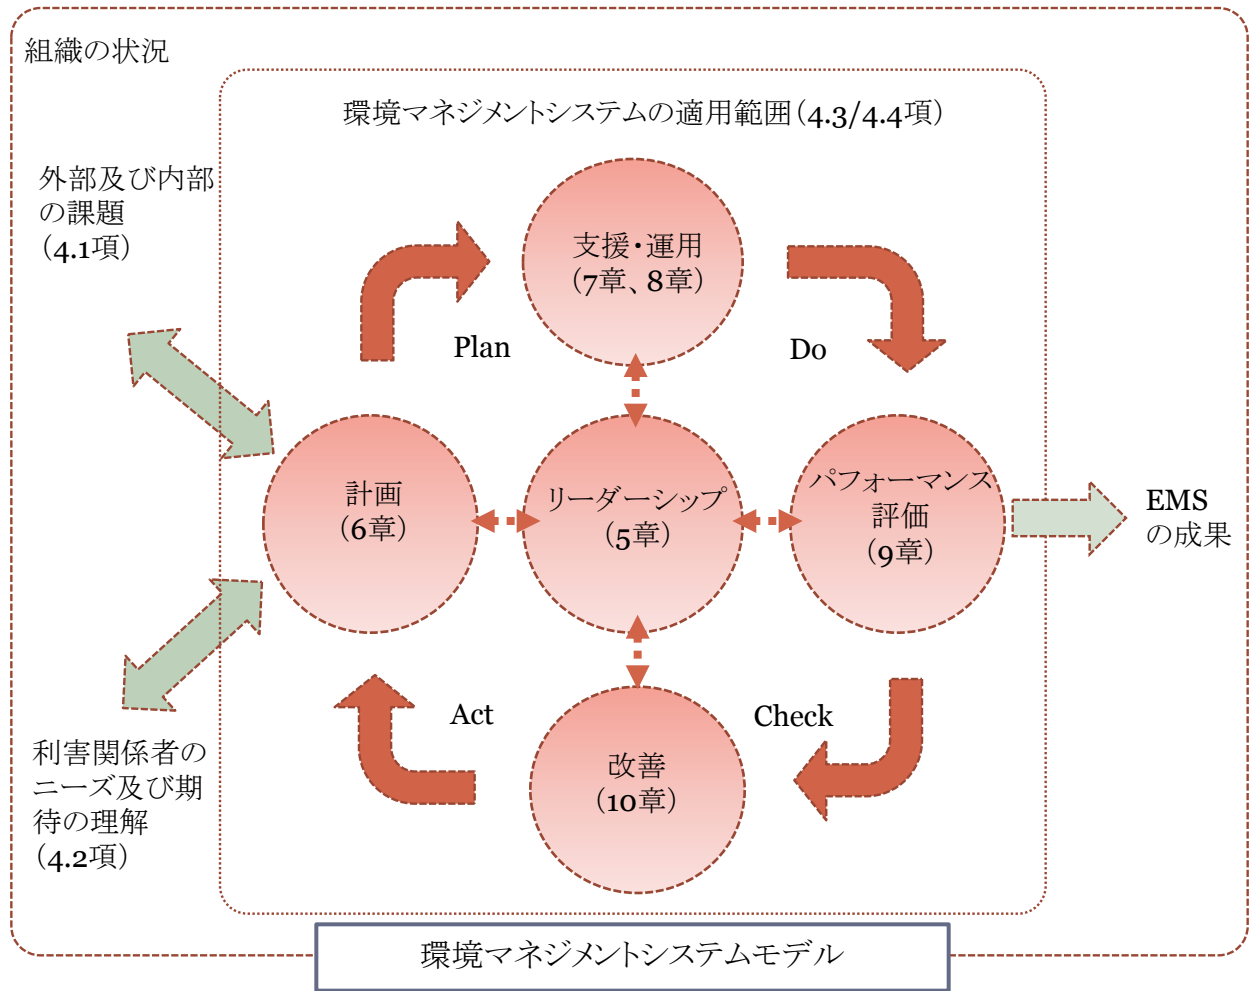 組織の状況
環境マネジメントシステムの適用範囲(4.3/4.4項)
外部及び内部
の課題
(4.1項)
支援・運用
(7章、8章)
Plan
Do
計画
(6章)
リーダーシップ
(5章)
パフォーマンス
評価
(9章)
EMS
の成果
Act
Check
利害関係者の
ニーズ及び期
待の理解
(4.2項)
改善
(10章)
環境マネジメントシステムモデル